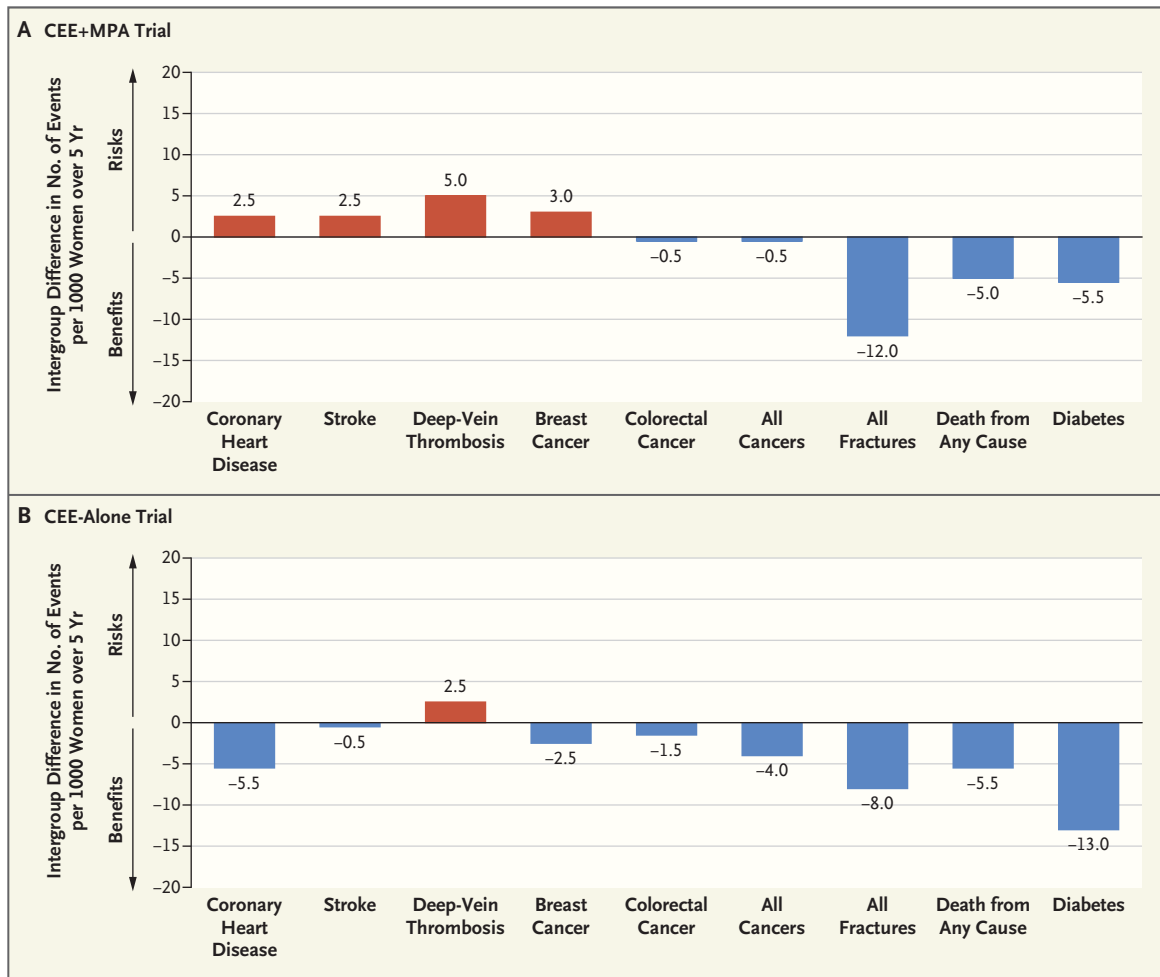 A CEE+MPA Trial
Intergroup Difference in No. of Events
per 1000 Women over 5 Yr
Risks
Benefits
20
15
10
5
0
−5
−10
−15
−20
2.5
2.5
5.0
3.0
−0.5
−0.5
−12.0
−5.0
−5.5
Coronary
Heart
Disease
Stroke
Deep-Vein
Thrombosis
Breast
Cancer
Colorectal
Cancer
All
Cancers
All
Fractures
Death from
Any Cause
Diabetes
B CEE-Alone Trial
Intergroup Difference in No. of Events
per 1000 Women over 5 Yr
Risks
Benefits
20
15
10
5
0
−5
−10
−15
−20
−5.5
−0.5
2.5
−2.5
−1.5
−4.0
−8.0
−5.5
−13.0
Coronary
Heart
Disease
Stroke
Deep-Vein
Thrombosis
Breast
Cancer
Colorectal
Cancer
All
Cancers
All
Fractures
Death from
Any Cause
Diabetes